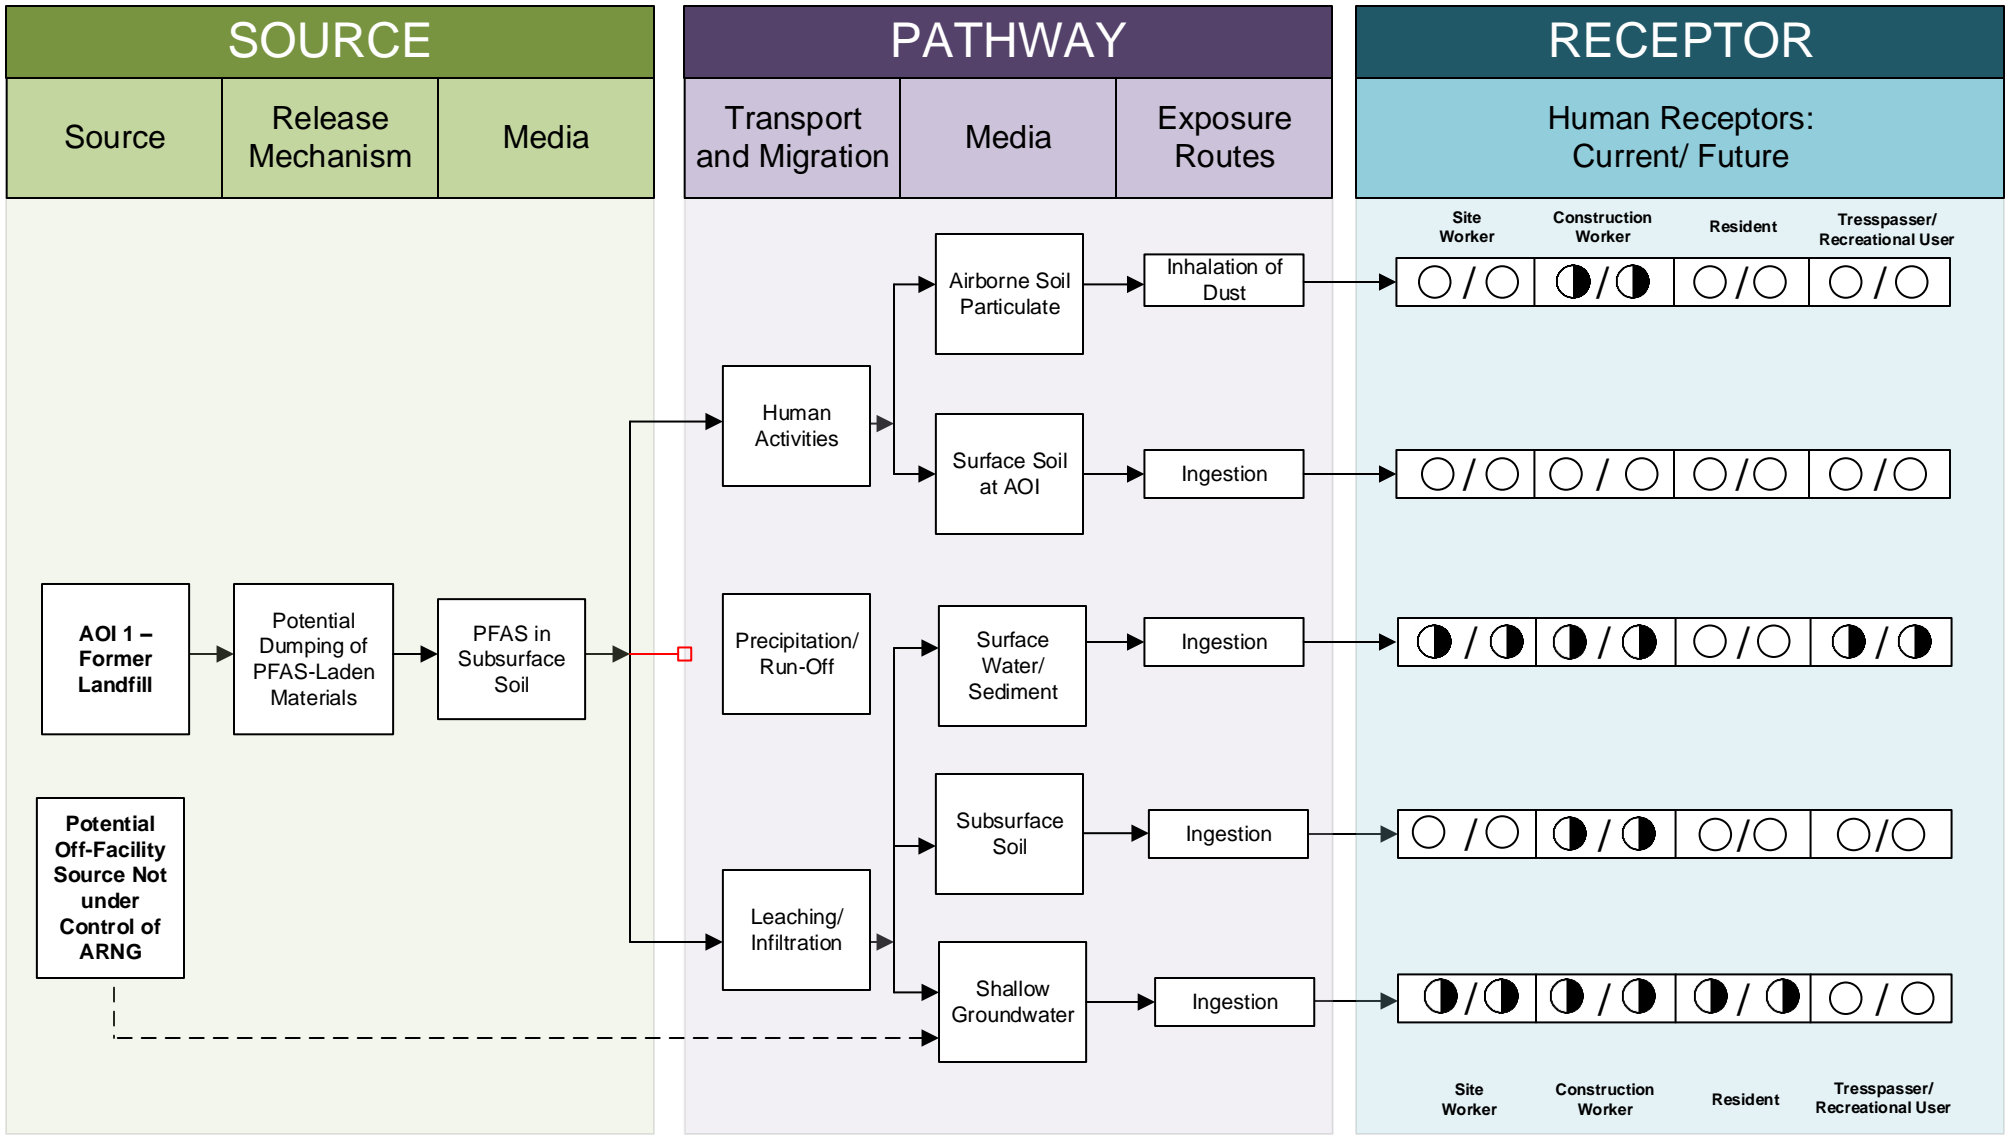 SOURCE
PATHWAY
RECEPTOR
Source
Release
Mechanism
Media
Transport
and Migration
Media
Exposure
Routes
Human Receptors:
Current/ Future
Site
Worker
Construction
Worker
Resident
Tresspasser/
Recreational User
Airborne Soil
Particulate
Inhalation of
Dust
/
/
/
/
Human
Activities
Surface Soil
at AOI
Ingestion
/
/
/
/
AOI 1 –
Former
Landfill
Potential
Dumping of
PFAS-Laden
Materials
PFAS in
Subsurface
Soil
Precipitation/
Run-Off
Surface
Water/
Sediment
Ingestion
/
/
/
/
Potential
Off-Facility
Source Not
under
Control of
ARNG
Subsurface
Soil
Ingestion
/
/
/
/
Leaching/
Infiltration
Shallow
Groundwater
Ingestion
/
/
/
/
Site
Worker
Construction
Worker
Resident
Tresspasser/
Recreational User